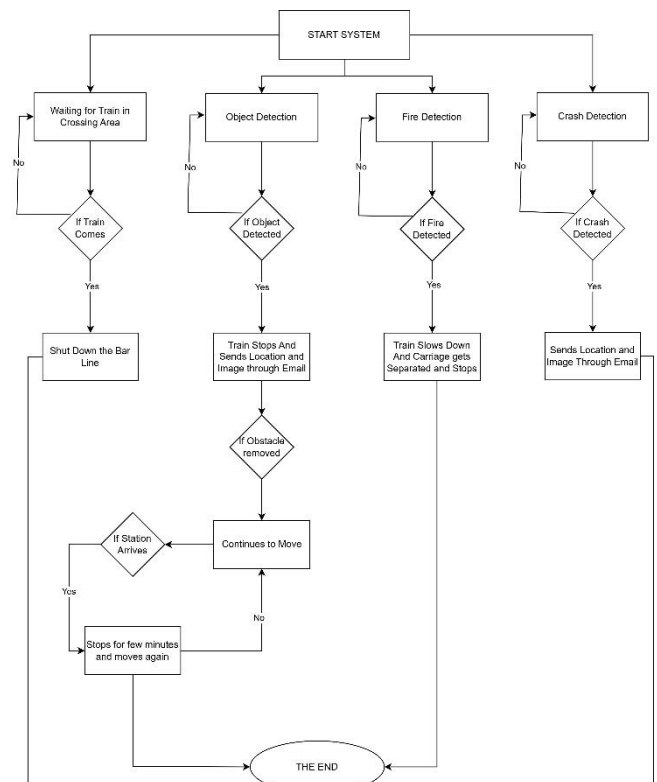 START SYSTEM
Waiting for Train in
Crossing Area
Object Detection
Fire Detection
Crash Detection
No
No
No
No
If Train
Comes
If Object
Detected
If Fire
Detected
If Crash
Detected
Yes
Yes
Yes
Yes
Shut Down the Bar
Line
Train Stops And
Sends Location and
Image through Email
Train Slows Down
And Carriage gets
Separated and Stops
Sends Location and
Image Through Email
If Obstacle
removed
If Station
Arrives
Continues to Move
Yes
No
Stops for few minutes
and moves again
THE END